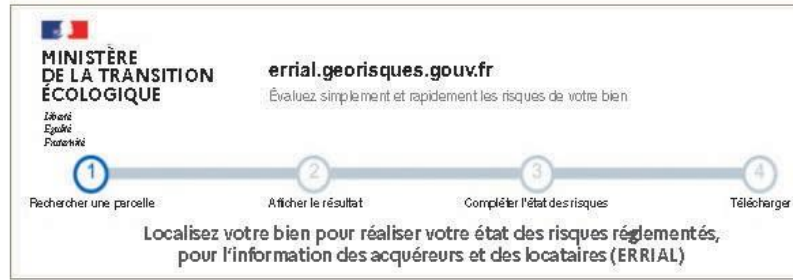 MINISTÈRE
DE LA TRANSITION
ÉCOLOGIQUE
Liberté
Égalité
Fraternité
errial.georisques.gouv.fr
Évaluez simplement et rapidement les risques de votre bien
1 2 3 4
Rechercher une parcelle Afficher le résultat Compléter l'état des risques Télécharger
Localisez votre bien pour réaliser votre état des risques réglementés,
pour l'information des acquéreurs et des locataires (ERRIAL)